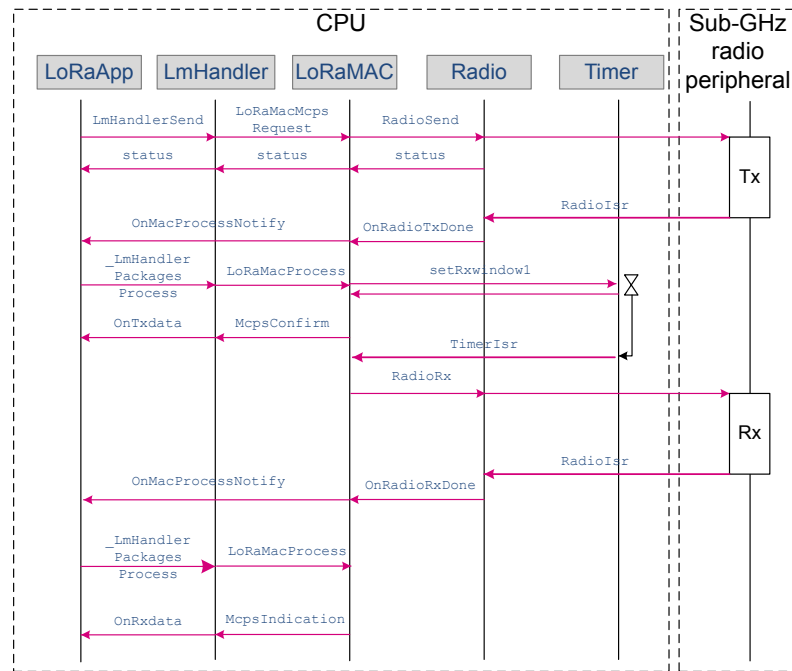 CPU
Sub-GHz
radio
peripheral
LoRaApp
LmHandler
LoRaMAC
Radio
Timer
LmHandlerSend
LoRaMacMcps
Request
RadioSend
status
status
status
Tx
RadioIsr
OnMacProcessNotify
OnRadioTxDone
_LmHandler
Packages
Process
LoRaMacProcess
setRxwindow1
OnTxdata
McpsConfirm
TimerIsr
RadioRx
Rx
RadioIsr
OnMacProcessNotify
OnRadioRxDone
_LmHandler
Packages
Process
LoRaMacProcess
OnRxdata
McpsIndication